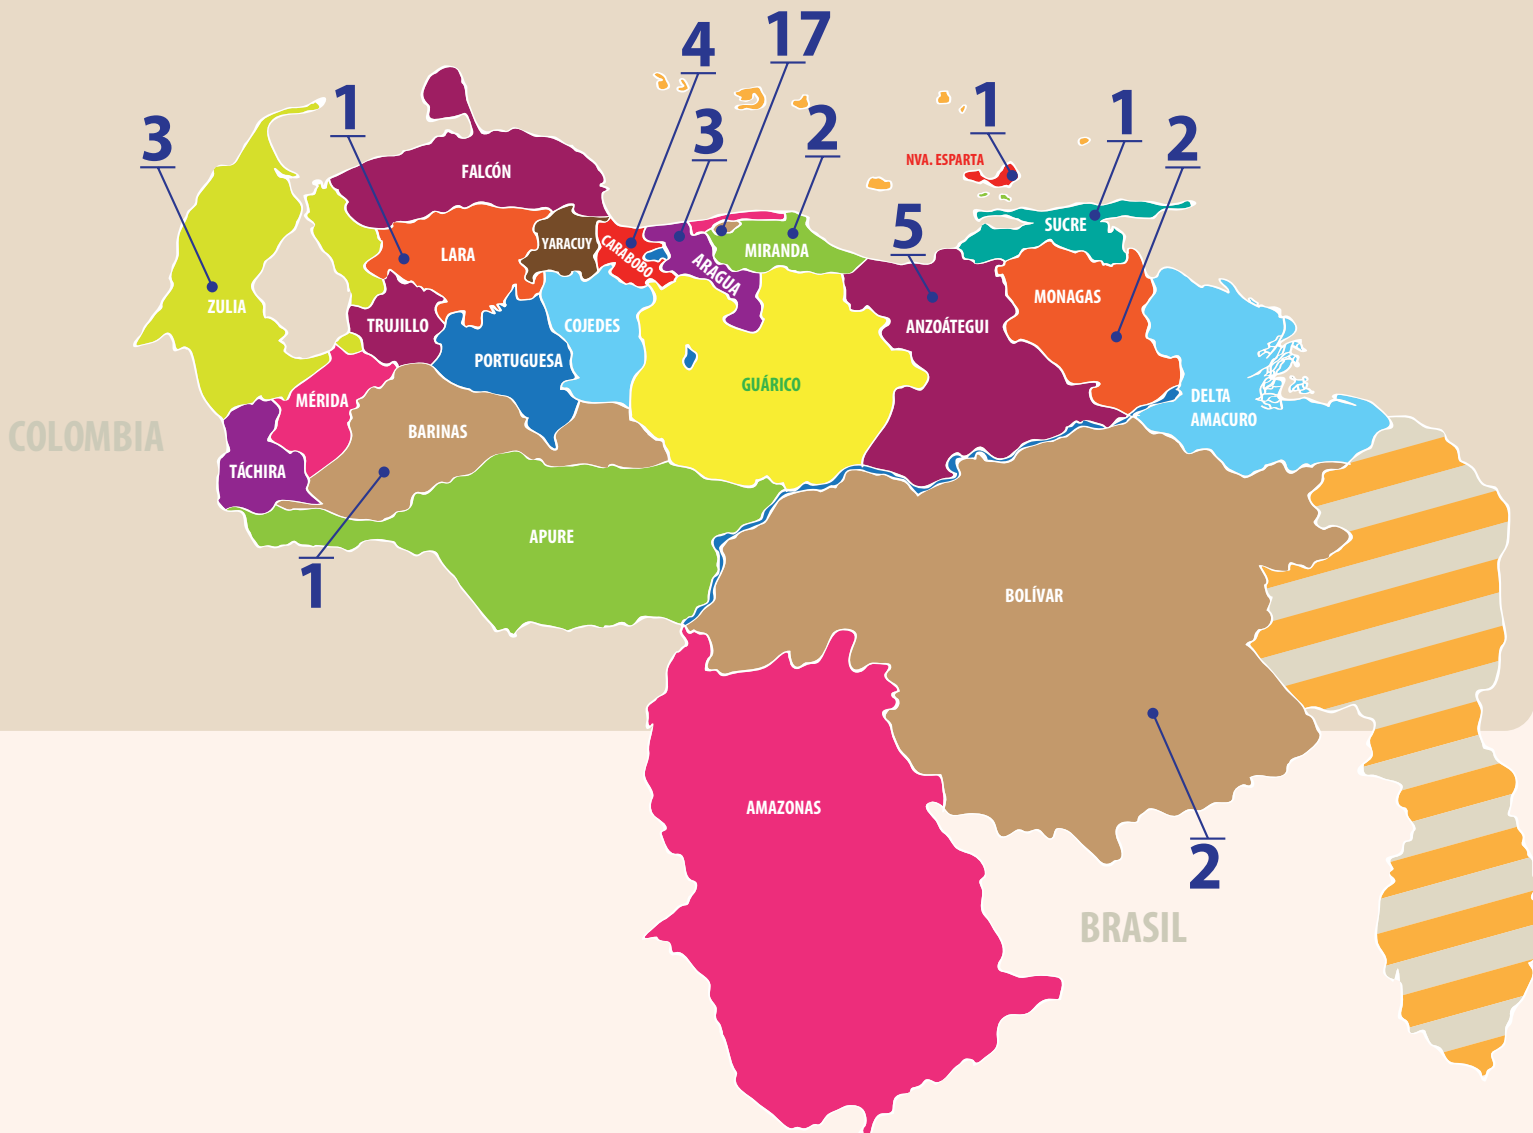 17
4
1
3
2
1
1
2
3
NVA. ESPARTA
FALCÓN
5
SUCRE
LARA
YARACUY
CARABOBO
ARAGUA
MIRANDA
ZULIA
TRUJILLO
COJEDES
MONAGAS
ANZOÁTEGUI
PORTUGUESA
GUÁRICO
MÉRIDA
DELTA
AMACURO
COLOMBIA
BARINAS
TÁCHIRA
APURE
1
BOLÍVAR
AMAZONAS
2
BRASIL